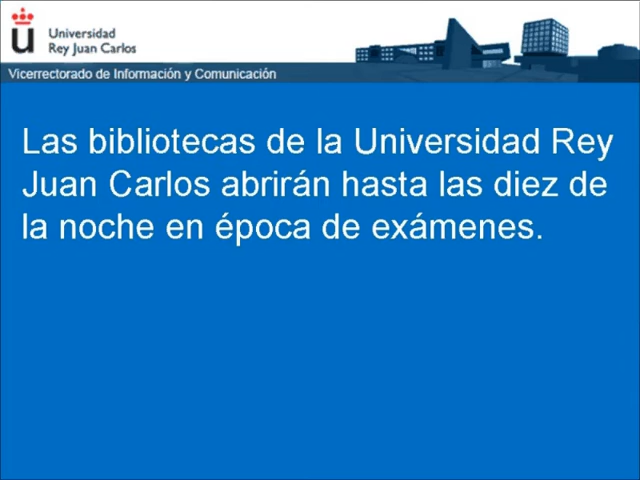 Universidad
Rey Juan Carlos
Vicerrectorado de Información y Comunicación
Las bibliotecas de la Universidad Rey
Juan Carlos abrirán hasta las diez de
la noche en época de exámenes.